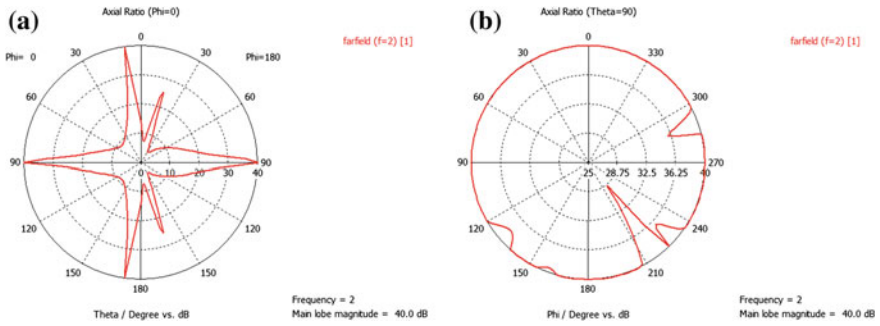 (a)
Axial Ratio (Phi=0)
farfield (f=2) [1]
Phi= 0
Phi=180
0
30
30
60
60
90
90
0 10 20 30 40
120
120
150
150
180
Theta / Degree vs. dB
Frequency = 2
Main lobe magnitude = 40.0 dB
(b)
Axial Ratio (Theta=90)
farfield (f=2) [1]
0
30
330
60
300
90
270
25 28.75 32.5 36.25 40
120
240
150
210
180
Phi / Degree vs. dB
Frequency = 2
Main lobe magnitude = 40.0 dB